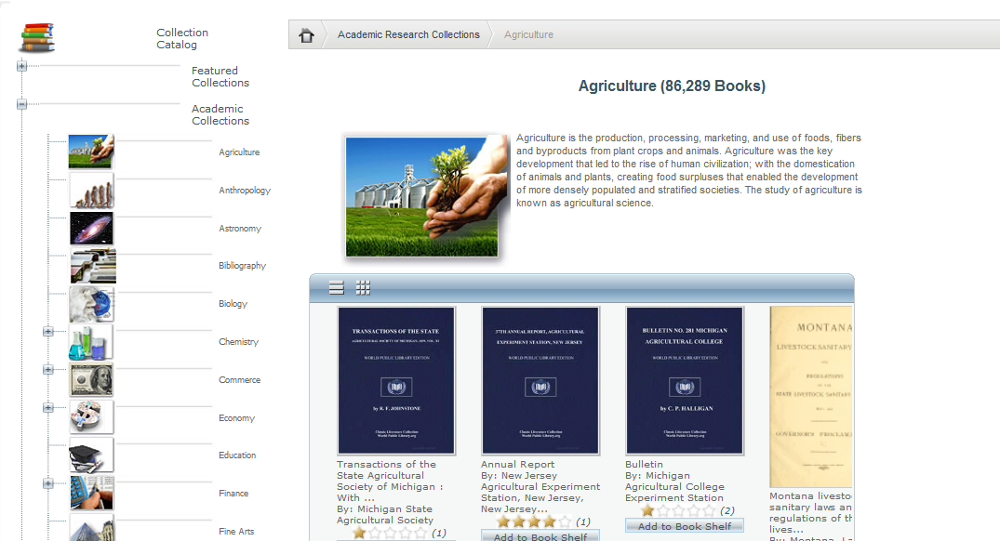 Collection
Catalog
Featured
Collections
Academic
Collections
Agriculture
Anthropology
Astronomy
Bibliography
Biology
Chemistry
Commerce
Economy
Education
Finance
Fine Arts
Academic Research Collections
Agriculture
Agriculture (86,289 Books)
Agriculture is the production, processing, marketing, and use of foods, fibers
and byproducts from plant crops and animals. Agriculture was the key
development that led to the rise of human civilization; with the domestication
of animals and plants, creating food surpluses that enabled the development
of more densely populated and stratified societies. The study of agriculture is
known as agricultural science.
TRANSACTIONS OF THE STATE
AGRICULTURAL SOCIETY OF MICHIGAN
WORLD PUBLIC LIBRARY EDITION
by R. F. JOHNSTONE
Classic Literature Collection
World Public Library.org
Transactions of the
State Agricultural
Society of Michigan :
With ...
By: Michigan State
Agricultural Society
(1)
37TH ANNUAL REPORT, AGRICULTURAL
EXPERIMENT STATION, NEW JERSEY
WORLD PUBLIC LIBRARY EDITION
Classic Literature Collection
World Public Library.org
Annual Report
By: New Jersey
Agricultural Experiment
Station, New Jersey,
New Jersey...
(1)
Add to Book Shelf
BULLETIN NO. 281 MICHIGAN
AGRICULTURAL COLLEGE
WORLD PUBLIC LIBRARY EDITION
by C. P. HALLIGAN
Classic Literature Collection
World Public Library.org
Bulletin
By: Michigan
Agricultural College
Experiment Station
(2)
Add to Book Shelf
MONTANA
LIVESTOCK SANITARY
REGULATIONS
OF THE
STATE LIVESTOCK SANITARY
GOVERNOR'S PROCLAM
Montana livesto
sanitary laws an
regulations of th
lives...
By: Montana, La